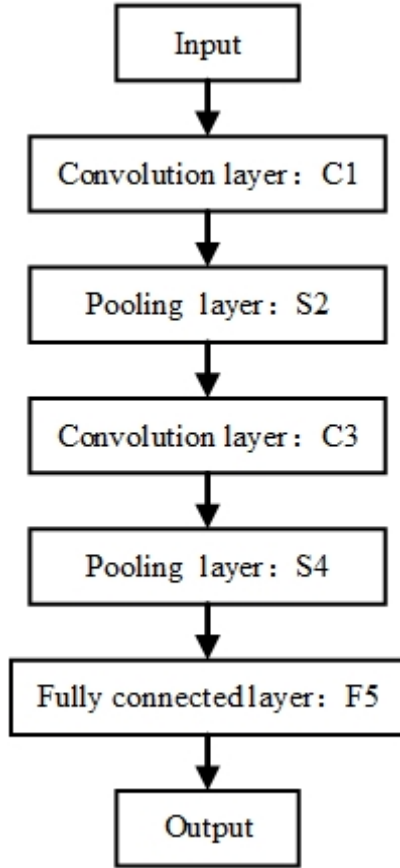 Input
Convolution layer：C1
Pooling layer：S2
Convolution layer：C3
Pooling layer：S4
Fully connected layer：F5
Output